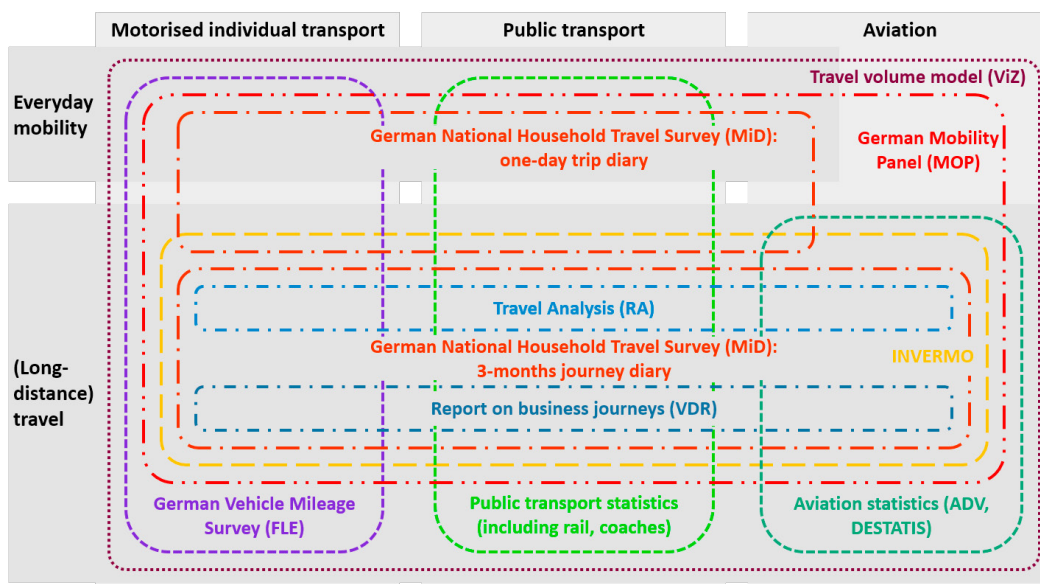 Motorised individual transport
Public transport
Aviation
Travel volume model (ViZ)
Everyday
mobility
German National Household Travel Survey (MiD):
one-day trip diary
German Mobility
Panel (MOP)
Travel Analysis (RA)
German National Household Travel Survey (MiD):
3-months journey diary
INVERMO
(Long-
distance)
travel
Report on business journeys (VDR)
German Vehicle Mileage
Survey (FLE)
Public transport statistics
(including rail, coaches)
Aviation statistics (ADV,
DESTATIS)